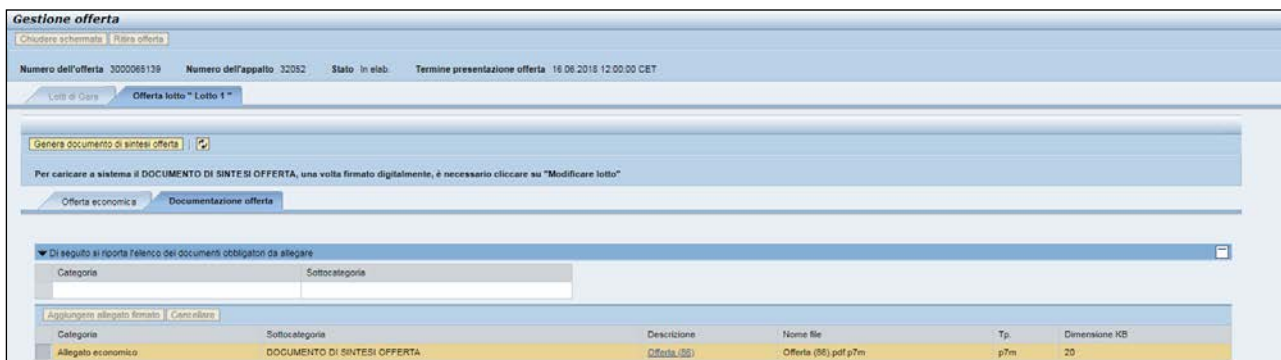 Gestione offerta
Chiudere schermata Ritira offerta
Numero dell'offerta 3000065139 Numero dell'appalto 32052 Stato In elab. Termine presentazione offerta 16.06.2018 12:00:00 CET
Lotti di Gara Offerta lotto " Lotto 1 "
Genera documento di sintesi offerta
Per caricare a sistema il DOCUMENTO DI SINTESI OFFERTA, una volta firmato digitalmente, è necessario cliccare su "Modificare lotto"
Offerta economica Documentazione offerta
Di seguito si riporta l'elenco dei documenti obbligatori da allegare
Categoria Sottocategoria
Aggiungere allegato firmato Cancellare
Categoria Sottocategoria Descrizione Nome file Tp. Dimensione KB
Allegato economico DOCUMENTO DI SINTESI OFFERTA Offerta (86) Offerta (86).pdf.p7m p7m 20